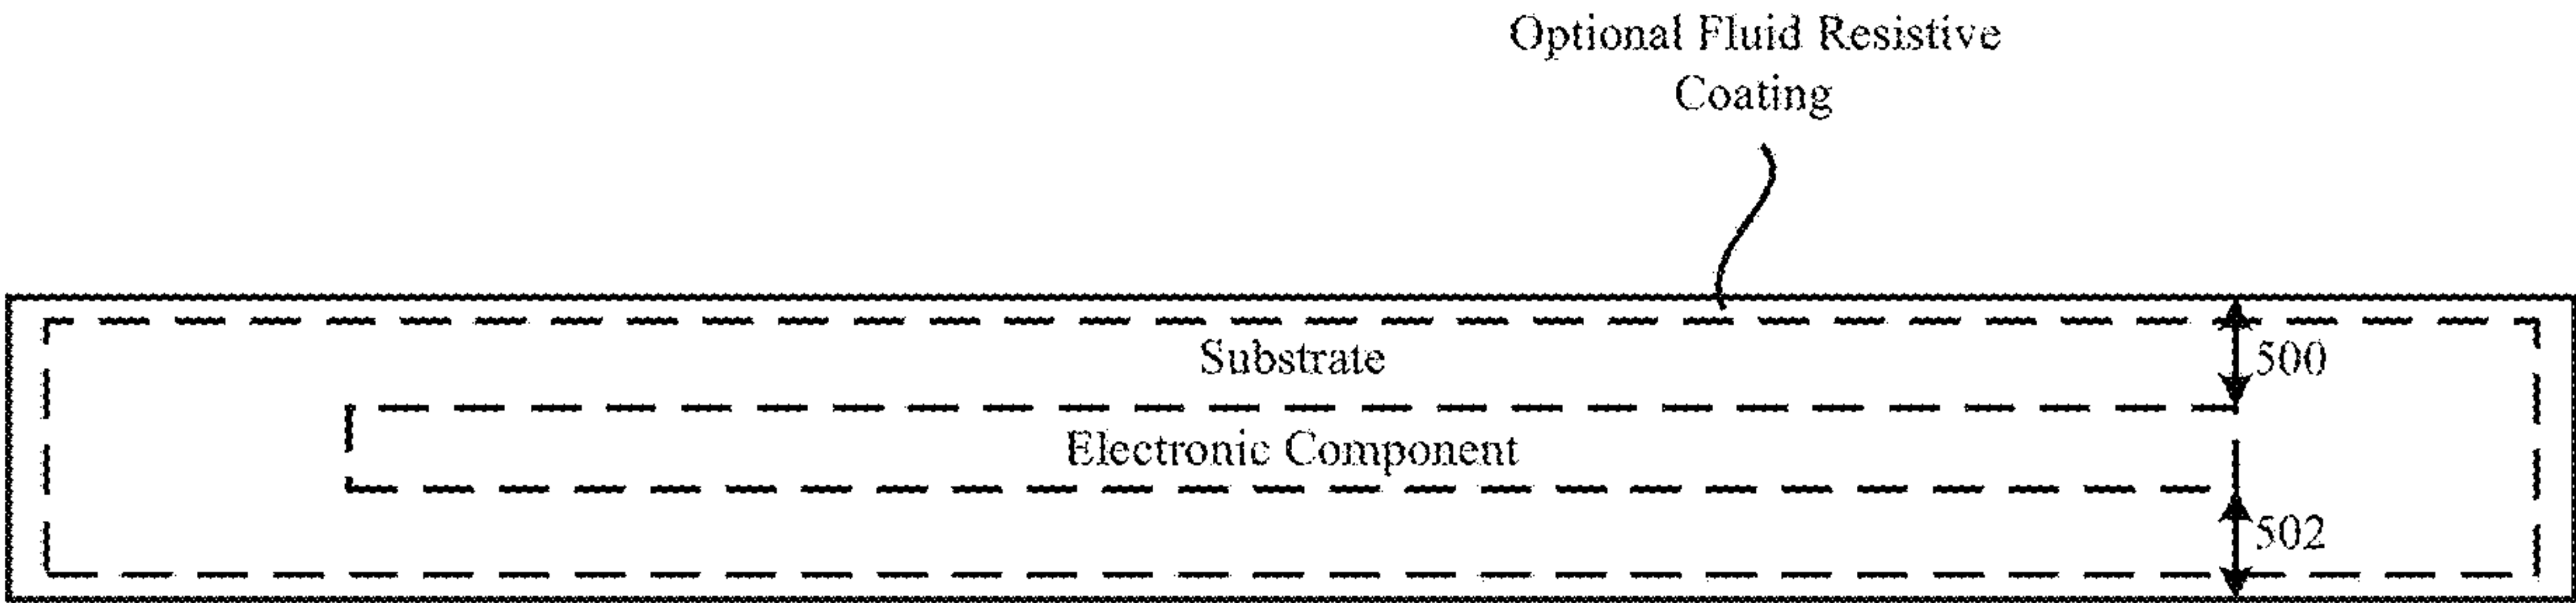 Optional Fluid Resistive
Coating
Substrate
500
Electronic Component
502